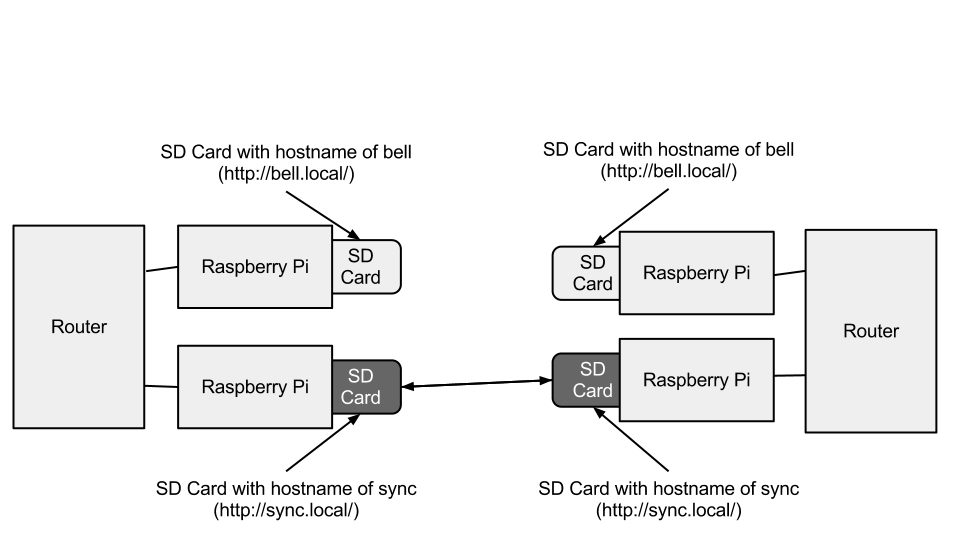 SD Card with hostname of bell
(http://bell.local/)
SD Card with hostname of bell
(http://bell.local/)
Router
Raspberry Pi
SD
Card
SD
Card
Raspberry Pi
Router
Raspberry Pi
SD
Card
SD
Card
Raspberry Pi
SD Card with hostname of sync
(http://sync.local/)
SD Card with hostname of sync
(http://sync.local/)